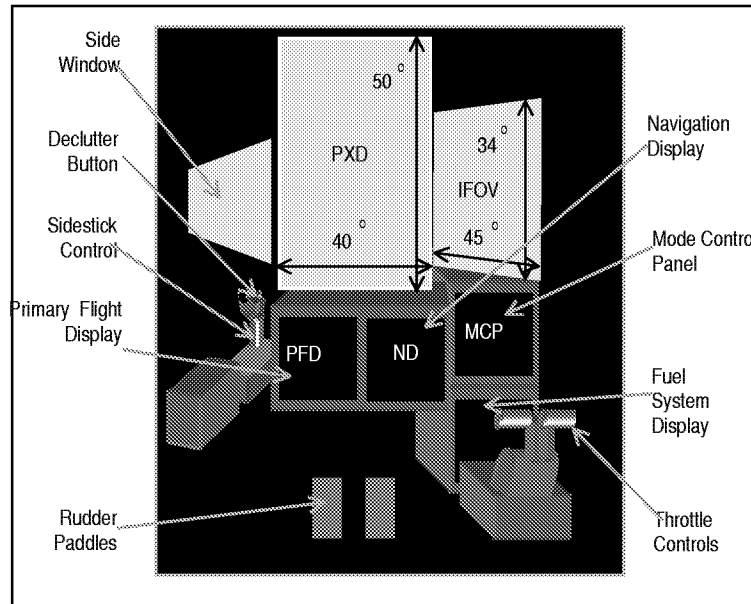 Side
Window
Declutter
Button
Sidestick
Control
Primary Flight
Display
Rudder
Paddles
50 °
PXD
40 °
34 °
IFOV
45 °
PFD
ND
MCP
Navigation
Display
Mode Control
Panel
Fuel
System
Display
Throttle
Controls